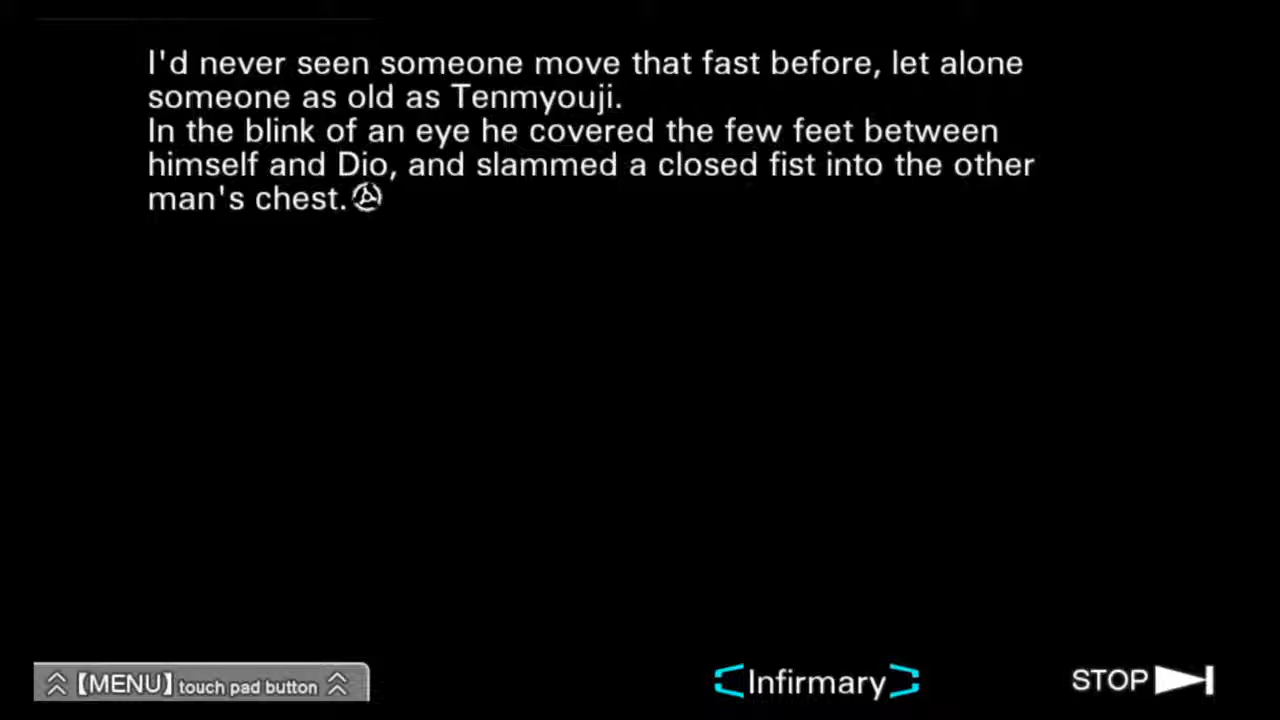 I'd never seen someone move that fast before, let alone
someone as old as Tenmyouji.
In the blink of an eye he covered the few feet between
himself and Dio, and slammed a closed fist into the other
man's chest.
【MENU】touch pad button
Infirmary
STOP